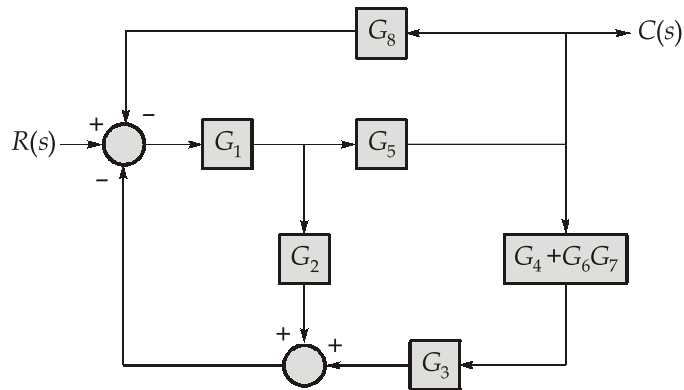 G₈
C(s)
+
−
R(s)
G₁
G₅
−
G₂
G₄ + G₆G₇
+
+
G₃